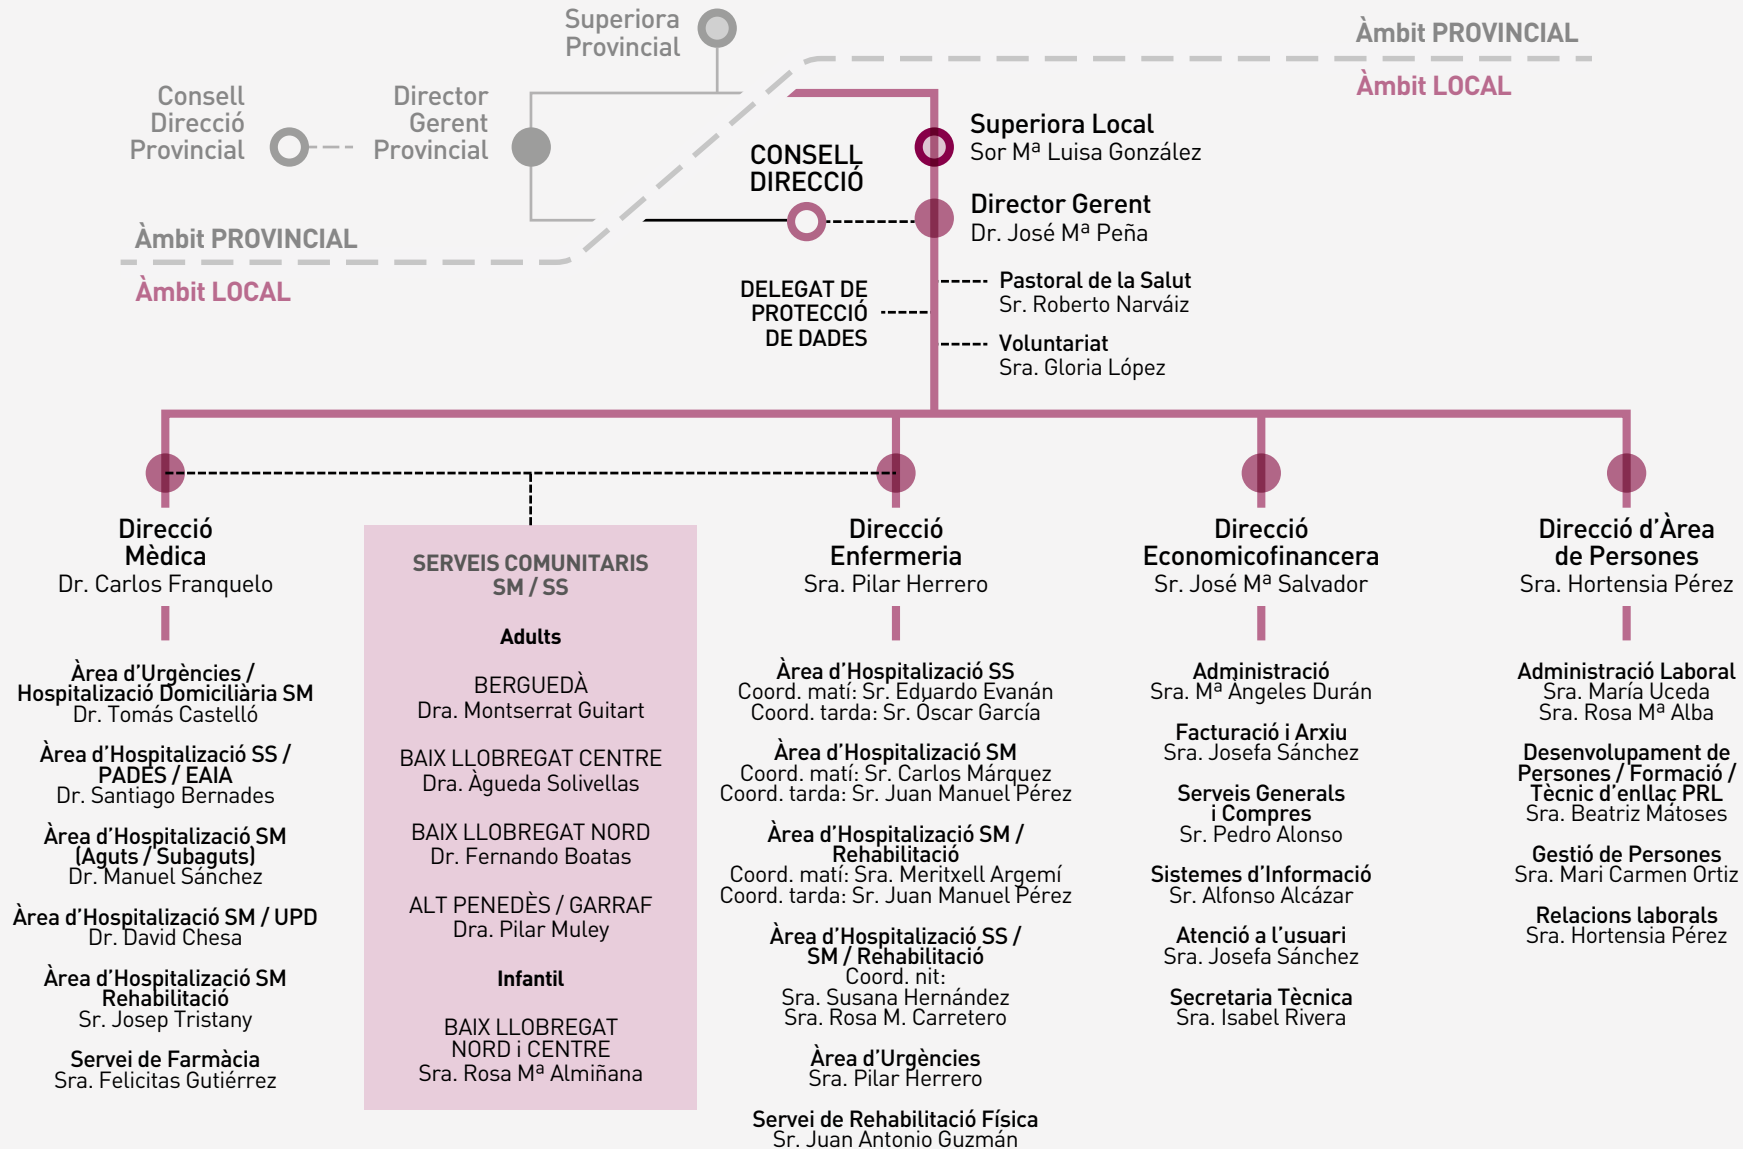 Superiora
Provincial
Àmbit PROVINCIAL
Àmbit LOCAL
Consell
Direcció
Provincial
Director
Gerent
Provincial
CONSELL
DIRECCIÓ
Superiora Local
Sor Mª Luisa González
Director Gerent
Dr. José Mª Peña
Àmbit PROVINCIAL
Àmbit LOCAL
DELEGAT DE
PROTECCIÓ
DE DADES
Pastoral de la Salut
Sr. Roberto Narváiz
Voluntariat
Sra. Gloria López
Direcció
Mèdica
Dr. Carlos Franquelo
Àrea d'Urgències /
Hospitalizació Domiciliària SM
Dr. Tomás Castelló
Àrea d'Hospitalizació SS /
PADES / EAIA
Dr. Santiago Bernades
Àrea d'Hospitalizació SM
(Aguts / Subaguts)
Dr. Manuel Sánchez
Àrea d'Hospitalizació SM / UPD
Dr. David Chesa
Àrea d'Hospitalizació SM
Rehabilitació
Sr. Josep Tristany
Servei de Farmàcia
Sra. Felicitas Gutiérrez
SERVEIS COMUNITARIS
SM / SS
Adults
BERGUEDÀ
Dra. Montserrat Guitart
BAIX LLOBREGAT CENTRE
Dra. Àgueda Solivellas
BAIX LLOBREGAT NORD
Dr. Fernando Boatas
ALT PENEDÈS / GARRAF
Dra. Pilar Muley
Infantil
BAIX LLOBREGAT
NORD i CENTRE
Sra. Rosa Mª Almiñana
Direcció
Enfermeria
Sra. Pilar Herrero
Àrea d'Hospitalizació SS
Coord. matí: Sr. Eduardo Evanán
Coord. tarda: Sr. Óscar García
Àrea d'Hospitalizació SM
Coord. matí: Sr. Carlos Márquez
Coord. tarda: Sr. Juan Manuel Pérez
Àrea d'Hospitalizació SM /
Rehabilitació
Coord. matí: Sra. Meritxell Argemí
Coord. tarda: Sr. Juan Manuel Pérez
Àrea d'Hospitalizació SS /
SM / Rehabilitació
Coord. nit:
Sra. Susana Hernández
Sra. Rosa M. Carretero
Àrea d'Urgències
Sra. Pilar Herrero
Servei de Rehabilitació Física
Sr. Juan Antonio Guzmán
Direcció
Economicofinancera
Sr. José Mª Salvador
Administració
Sra. Mª Àngeles Durán
Facturació i Arxiu
Sra. Josefa Sánchez
Serveis Generals
i Compres
Sr. Pedro Alonso
Sistemes d'Informació
Sr. Alfonso Alcázar
Atenció a l'usuari
Sra. Josefa Sánchez
Secretaria Tècnica
Sra. Isabel Rivera
Direcció d'Àrea
de Persones
Sra. Hortensia Pérez
Administració Laboral
Sra. María Uceda
Sra. Rosa Mª Alba
Desenvolupament de
Persones / Formació /
Tècnic d'enllaç PRL
Sra. Beatriz Matoses
Gestió de Persones
Sra. Mari Carmen Ortiz
Relacions laborals
Sra. Hortensia Pérez